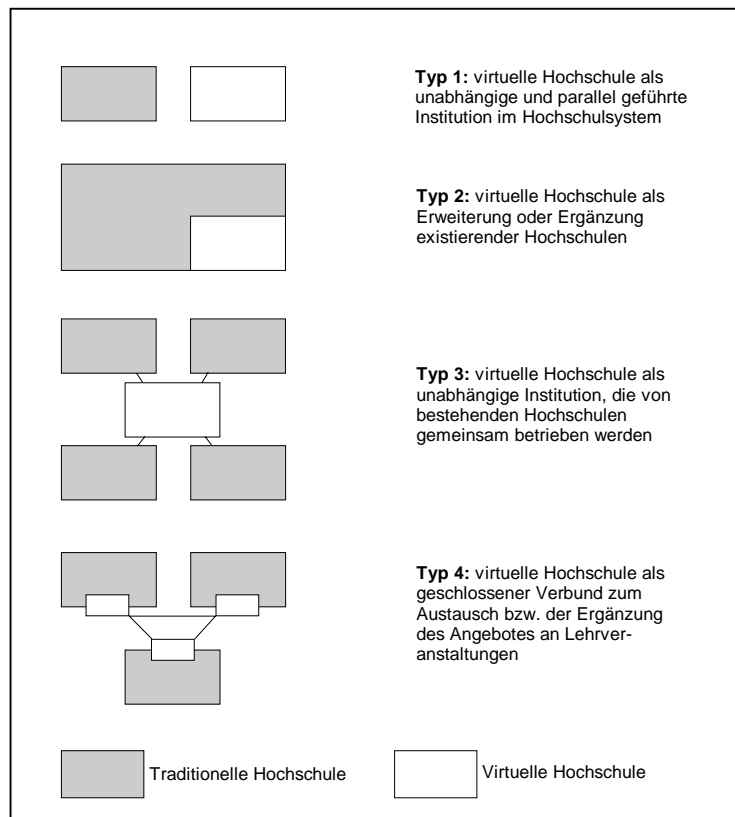 Typ 1: virtuelle Hochschule als
unabhängige und parallel geführte
Institution im Hochschulsystem
Typ 2: virtuelle Hochschule als
Erweiterung oder Ergänzung
existierender Hochschulen
Typ 3: virtuelle Hochschule als
unabhängige Institution, die von
bestehenden Hochschulen
gemeinsam betrieben werden
Typ 4: virtuelle Hochschule als
geschlossener Verbund zum
Austausch bzw. der Ergänzung
des Angebotes an Lehrver-
anstaltungen
Traditionelle Hochschule
Virtuelle Hochschule